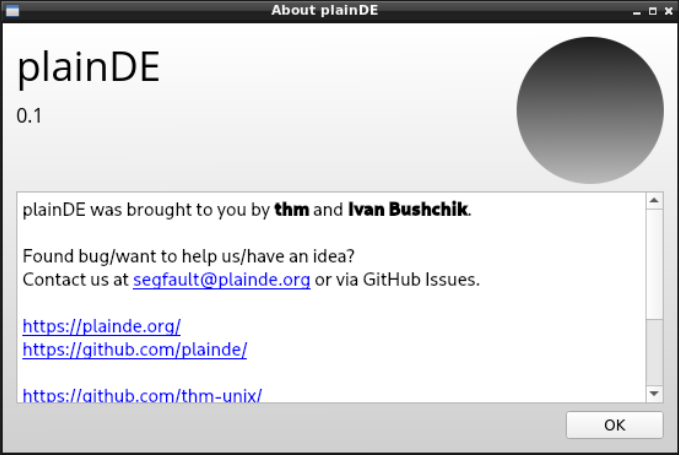 About plainDE
plainDE
0.1
plainDE was brought to you by thm and Ivan Bushchik.
Found bug/want to help us/have an idea?
Contact us at segfault@plainde.org or via GitHub Issues.
https://plainde.org/
https://github.com/plainde/
https://github.com/thm-unix/
OK